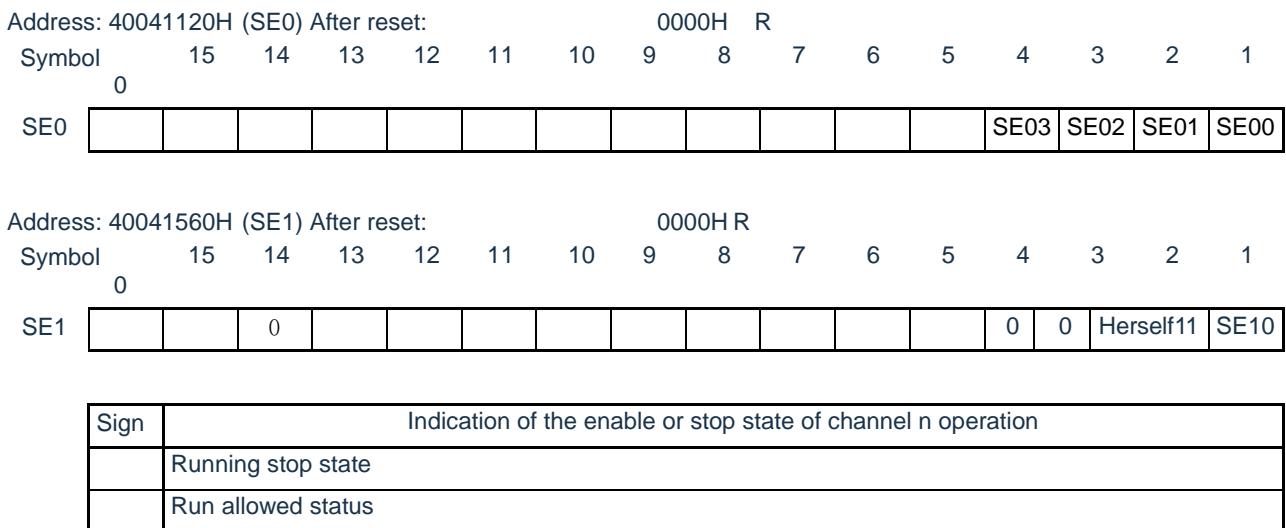 Address: 40041120H (SE0) After reset: 0000H R
Symbol 15 14 13 12 11 10 9 8 7 6 5 4 3 2 1
0
SE0 SE03 SE02 SE01 SE00
Address: 40041560H (SE1) After reset: 0000H R
Symbol 15 14 13 12 11 10 9 8 7 6 5 4 3 2 1
0
SE1 0 0 0 Herself11 SE10
Sign Indication of the enable or stop state of channel n operation
Running stop state
Run allowed status